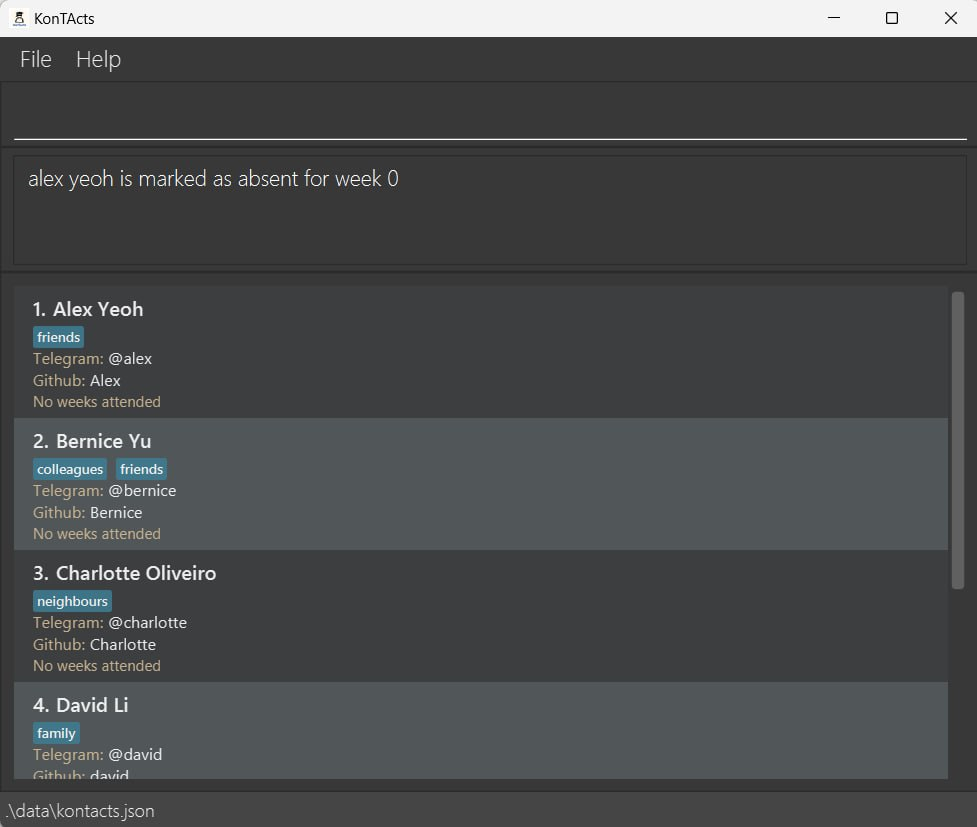 KonTActs
File Help
alex yeoh is marked as absent for week 0
1. Alex Yeoh
friends
Telegram: @alex
Github: Alex
No weeks attended
2. Bernice Yu
colleagues friends
Telegram: @bernice
Github: Bernice
No weeks attended
3. Charlotte Oliveiro
neighbours
Telegram: @charlotte
Github: Charlotte
No weeks attended
4. David Li
family
Telegram: @david
Github: david
.\data\kontacts.json